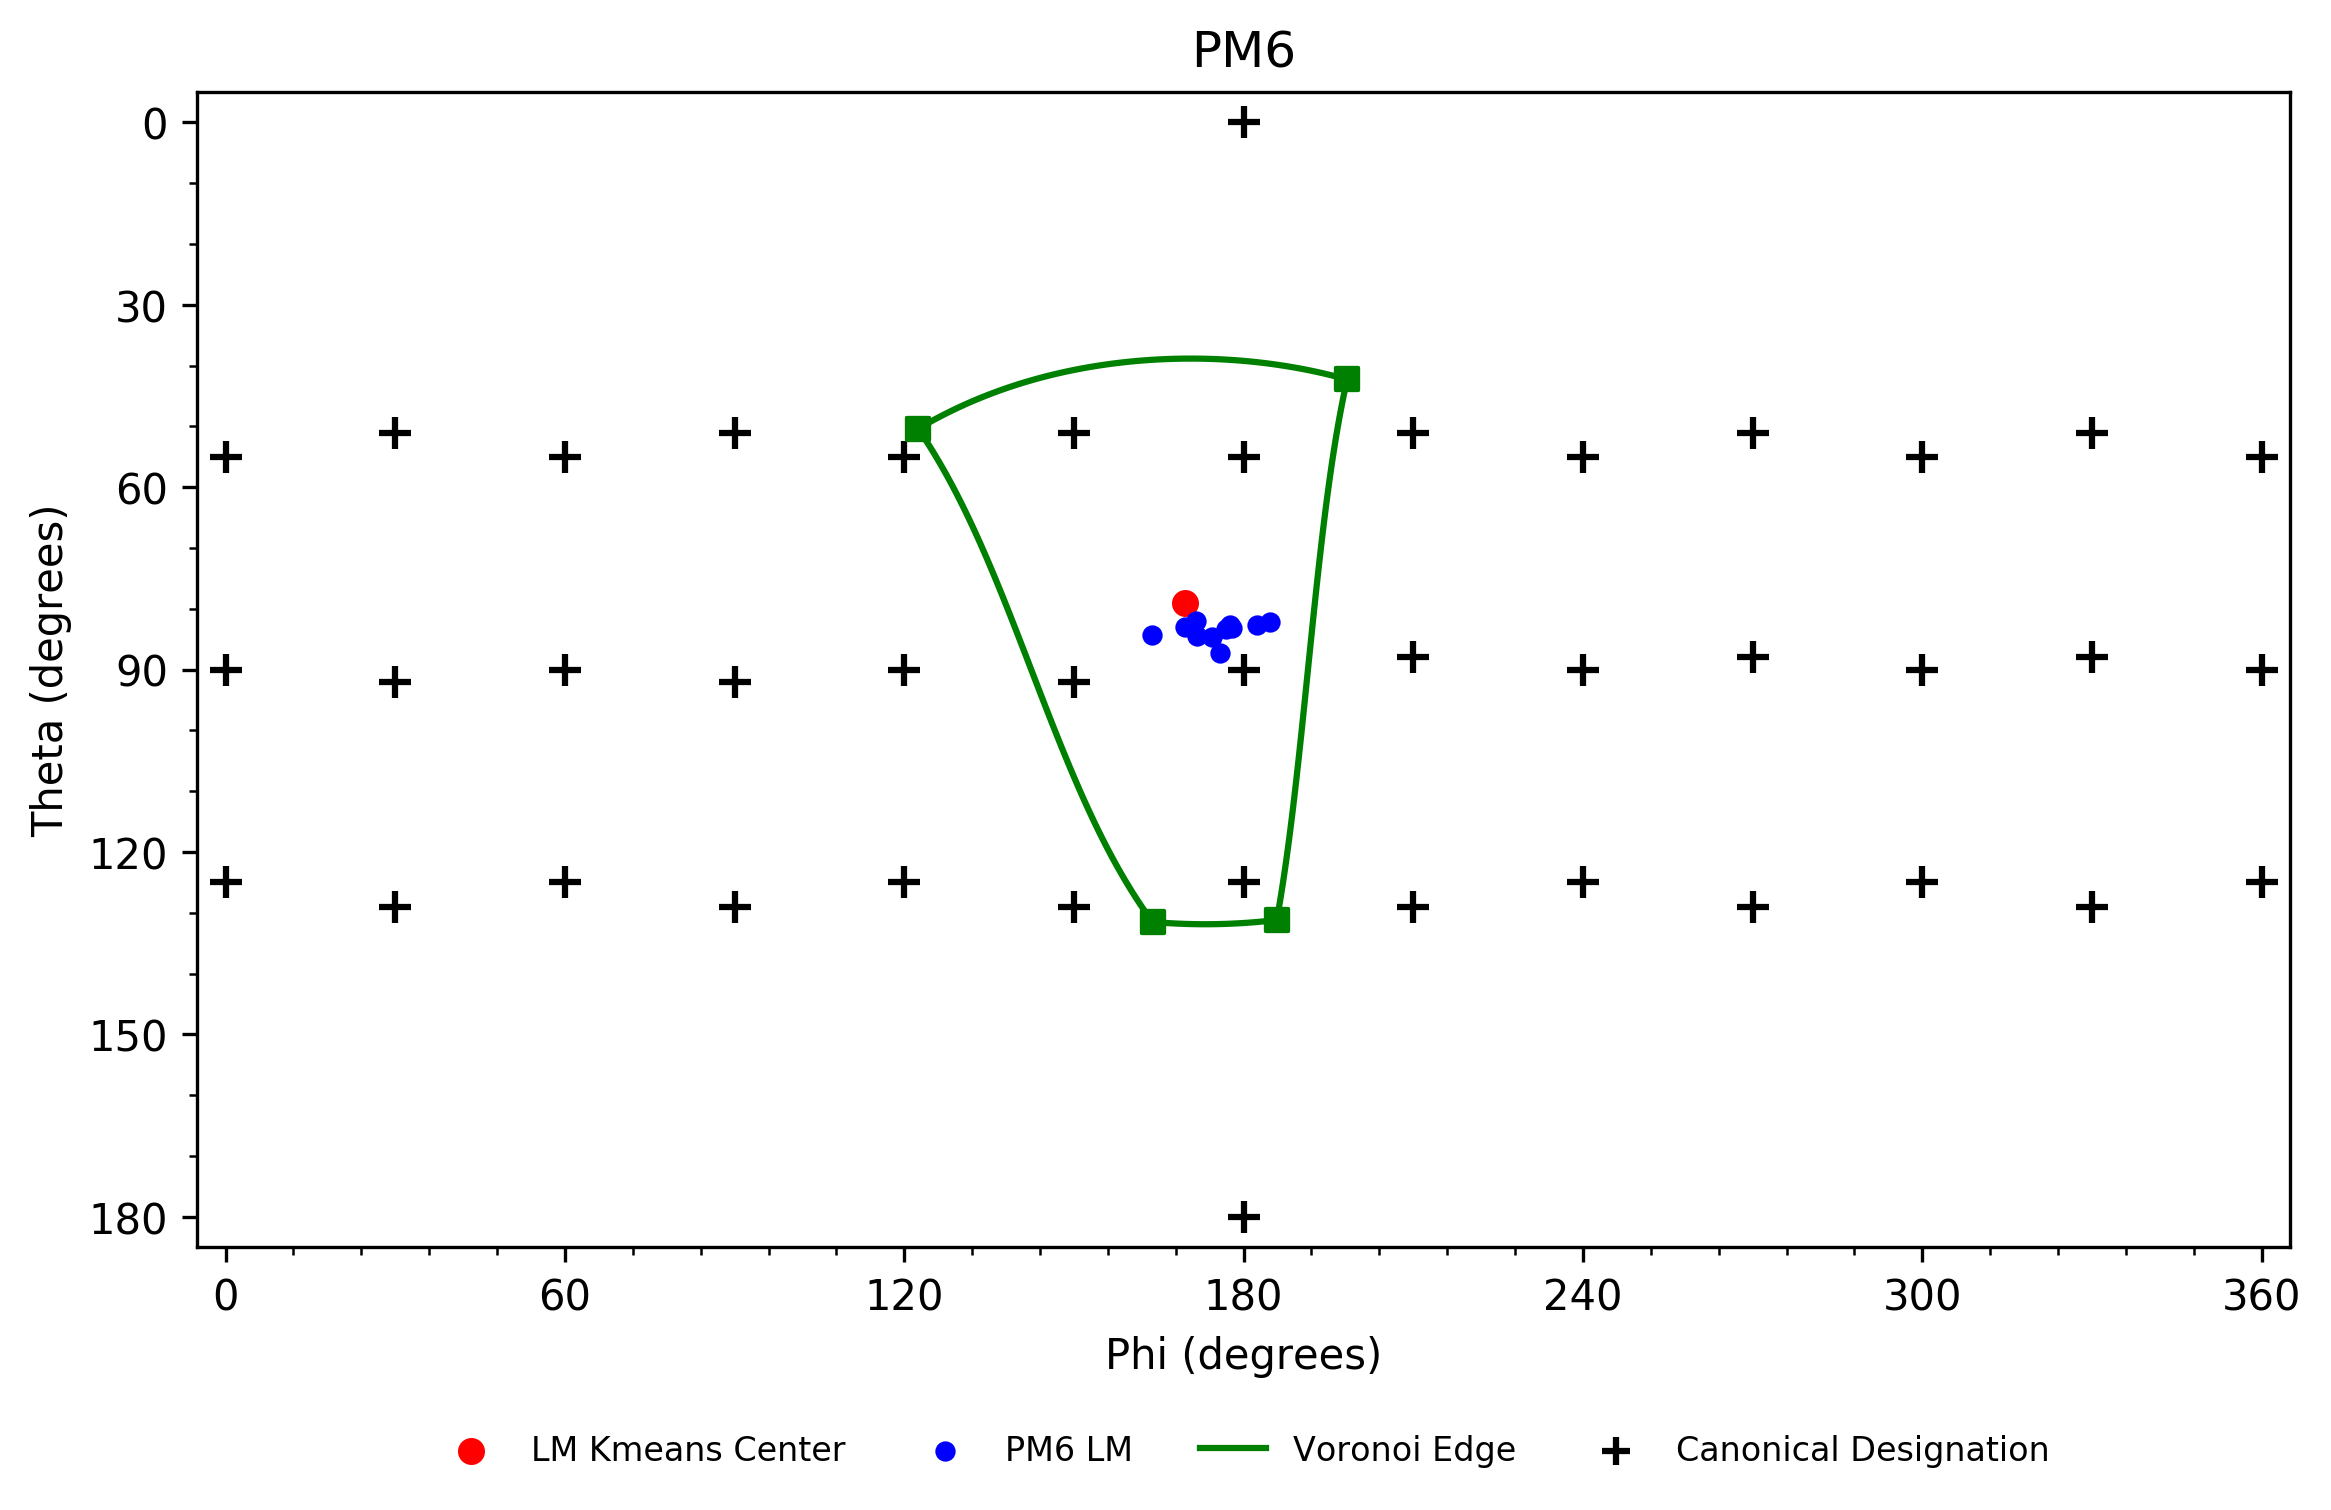 PM6
0
30
60
90
120
150
180
Theta (degrees)
0 60 120 180 240 300 360
Phi (degrees)
LM Kmeans Center PM6 LM Voronoi Edge Canonical Designation